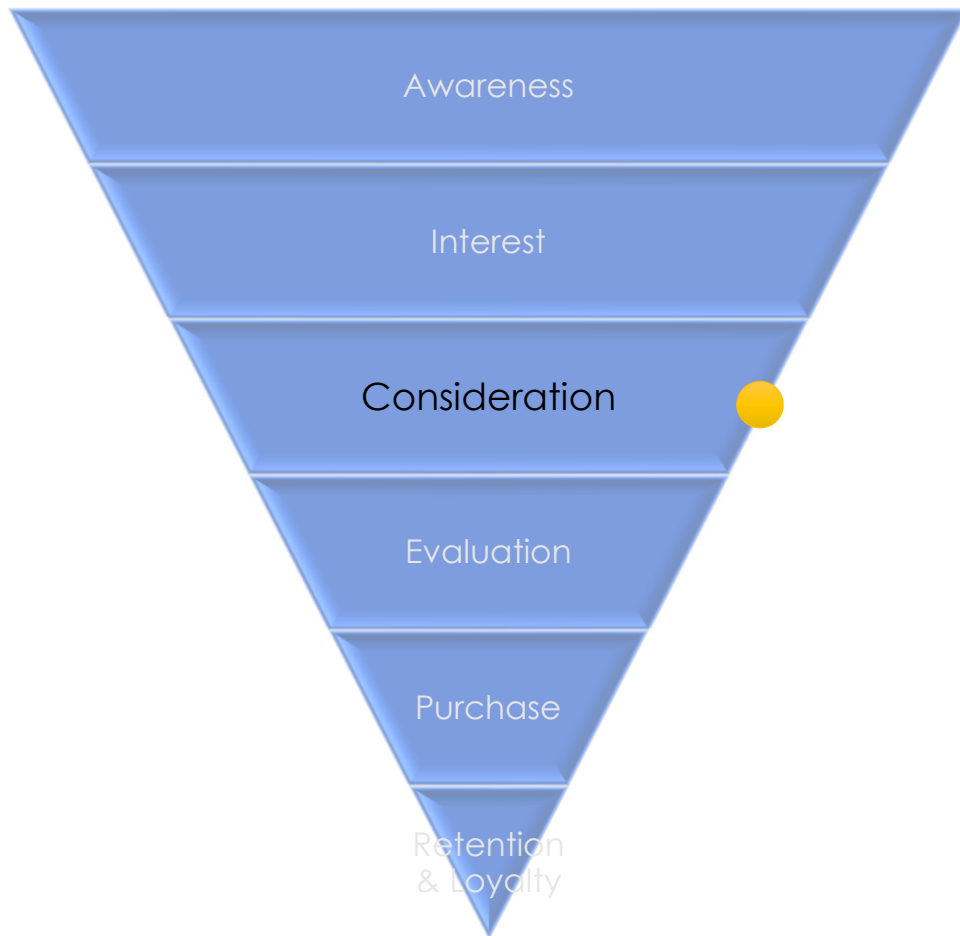 Awareness
Interest
Consideration
Evaluation
Purchase
Retention
& Loyalty